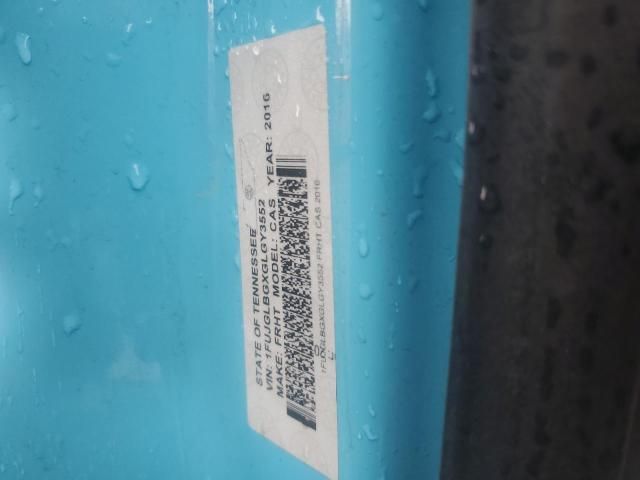 STATE OF TENNESSEE
VIN: 1FUJGLBGXGLGY3552
MAKE: FRHT MODEL: CAS YEAR: 2016
1FUJGLBGXGLGY3552 FRHT CAS 2016